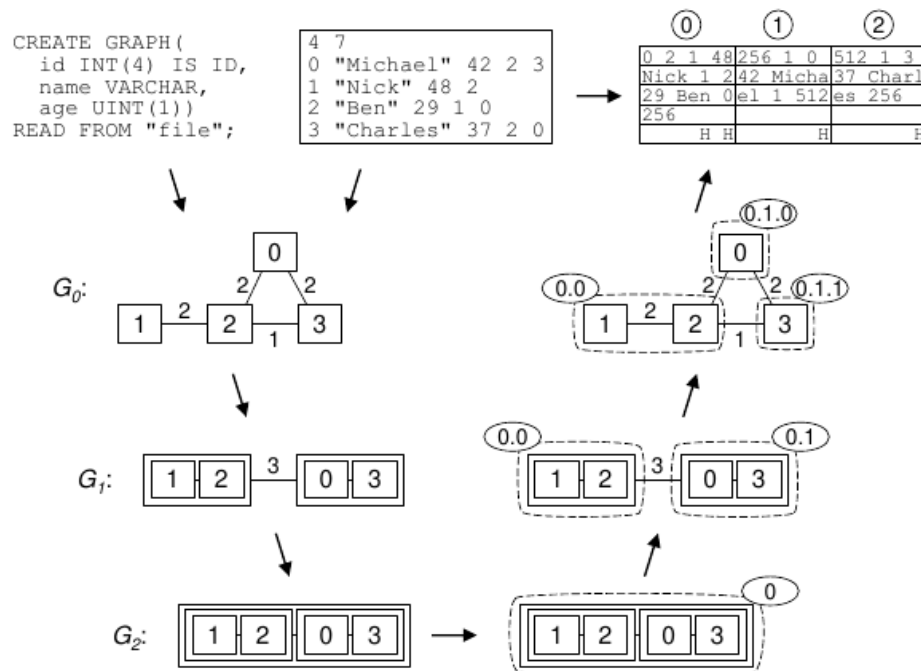 CREATE GRAPH(
id INT(4) IS ID,
name VARCHAR,
age UINT(1))
READ FROM "file";
4 7
0 "Michael" 42 2 3
1 "Nick" 48 2
2 "Ben" 29 1 0
3 "Charles" 37 2 0
0 1 2
0 2 1 48 256 1 0 512 1 3
Nick 1 2 42 Micha 37 Charl
29 Ben 0 el 1 512 es 256
256
H H H H
G0:
0
2 2
1 2 2 1 3
0.1.0
0
0.0 2 2 0.1.1
1 2 2 1 3
G1:
1 2 3 0 3
0.0 0.1
1 2 3 0 3
G2:
1 2 0 3
0
1 2 0 3